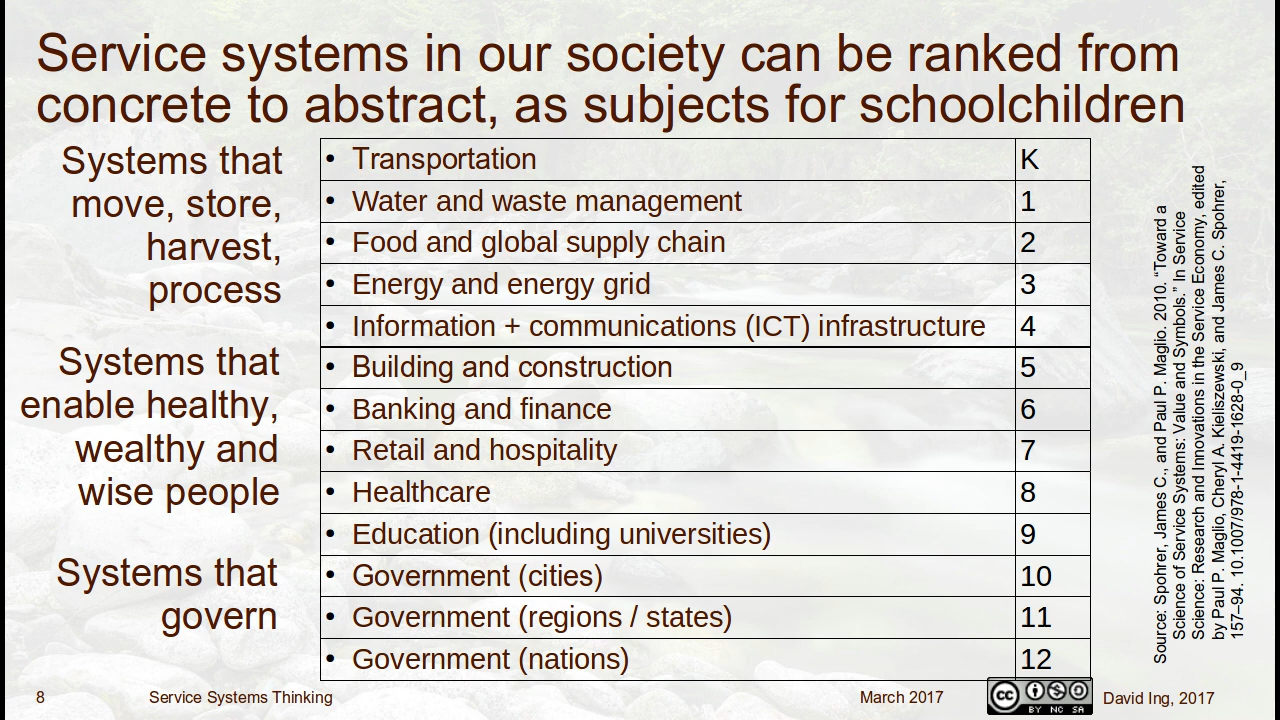 Service systems in our society can be ranked from
concrete to abstract, as subjects for schoolchildren
Systems that
move, store,
harvest,
process
• Transportation K
• Water and waste management 1
• Food and global supply chain 2
• Energy and energy grid 3
• Information + communications (ICT) infrastructure 4
Systems that
enable healthy,
wealthy and
wise people
• Building and construction 5
• Banking and finance 6
• Retail and hospitality 7
• Healthcare 8
• Education (including universities) 9
Systems that
govern
• Government (cities) 10
• Government (regions / states) 11
• Government (nations) 12
Source: Spohrer, James C., and Paul P. Maglio. 2010. “Toward a
Science of Service Systems: Value and Symbols.” In Service
Science: Research and Innovations in the Service Economy, edited
by Paul P. Maglio, Cheryl A. Kieliszewski, and James C. Spohrer,
157–94. 10.1007/978-1-4419-1628-0_9
8 Service Systems Thinking March 2017 cc BY NC SA David Ing, 2017